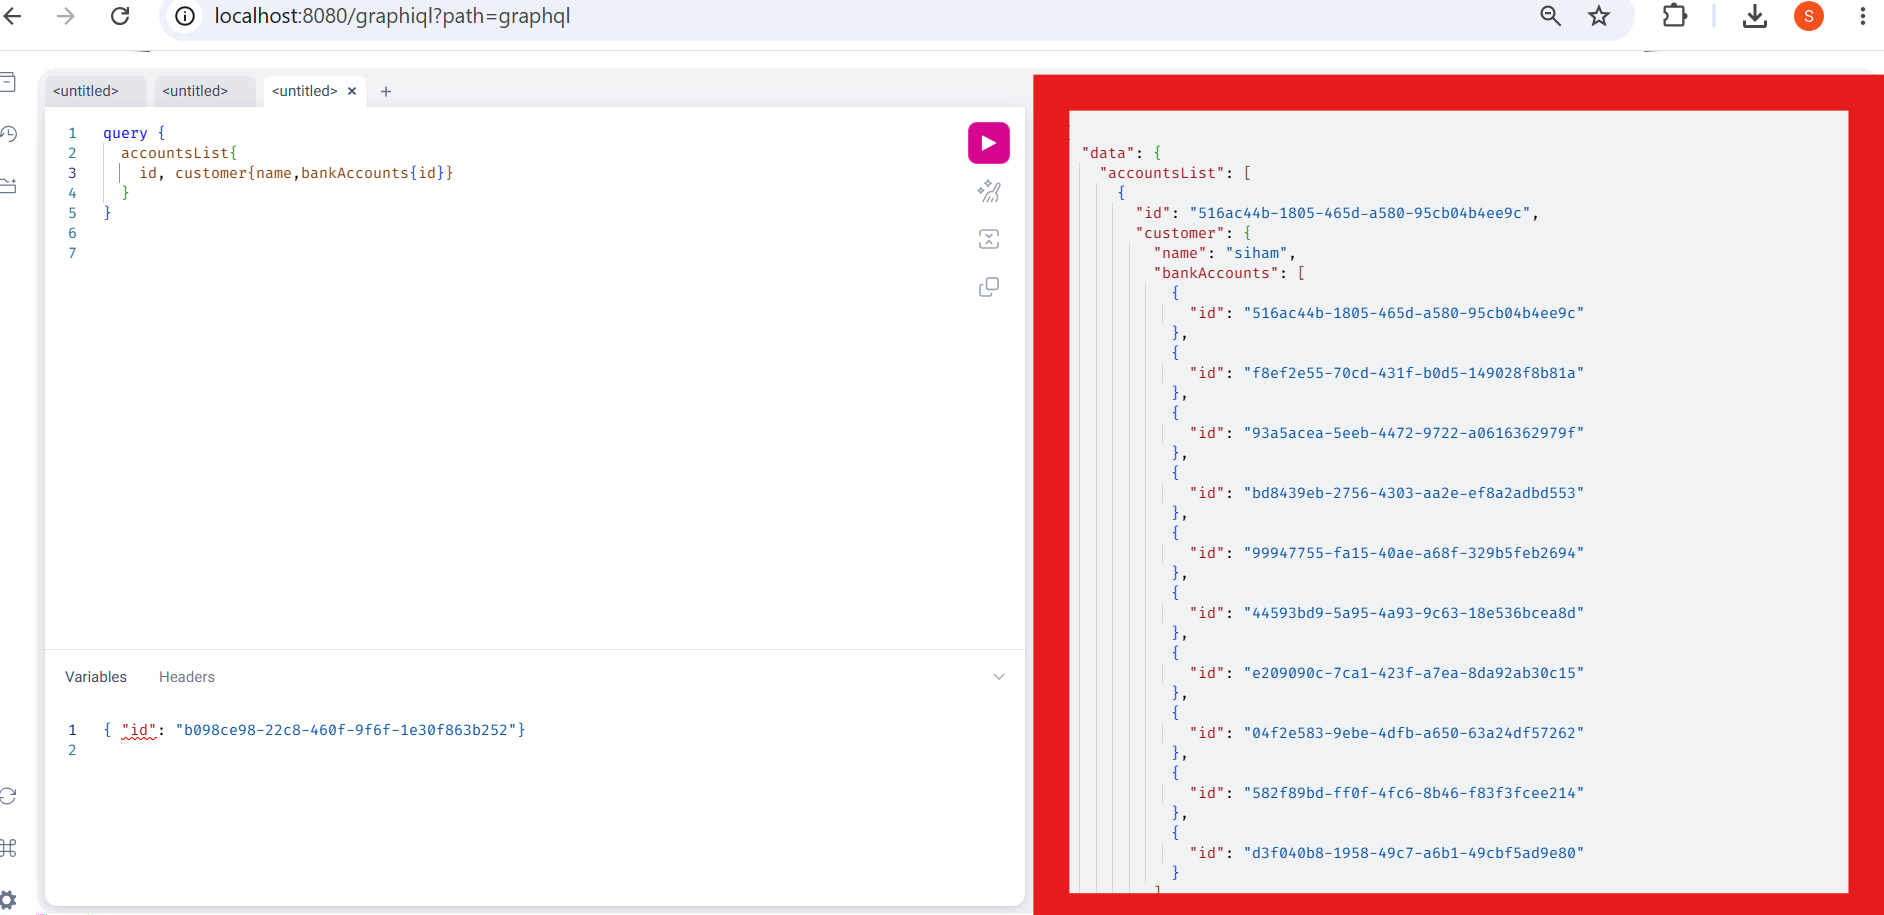 localhost:8080/graphiql?path=graphql
S
<untitled>
<untitled>
<untitled> × +
1 query {
2 accountsList{
3 id, customer{name,bankAccounts{id}}
4 }
5 }
6
7
Variables Headers
1 { "id": "b098ce98-22c8-460f-9f6f-1e30f863b252"}
2
"data": {
"accountsList": [
{
"id": "516ac44b-1805-465d-a580-95cb04b4ee9c",
"customer": {
"name": "siham",
"bankAccounts": [
{
"id": "516ac44b-1805-465d-a580-95cb04b4ee9c"
},
{
"id": "f8ef2e55-70cd-431f-b0d5-149028f8b81a"
},
{
"id": "93a5acea-5eeb-4472-9722-a0616362979f"
},
{
"id": "bd8439eb-2756-4303-aa2e-ef8a2adbd553"
},
{
"id": "99947755-fa15-40ae-a68f-329b5feb2694"
},
{
"id": "44593bd9-5a95-4a93-9c63-18e536bcea8d"
},
{
"id": "e209090c-7ca1-423f-a7ea-8da92ab30c15"
},
{
"id": "04f2e583-9ebe-4dfb-a650-63a24df57262"
},
{
"id": "582f89bd-ff0f-4fc6-8b46-f83f3fcee214"
},
{
"id": "d3f040b8-1958-49c7-a6b1-49cbf5ad9e80"
}
]